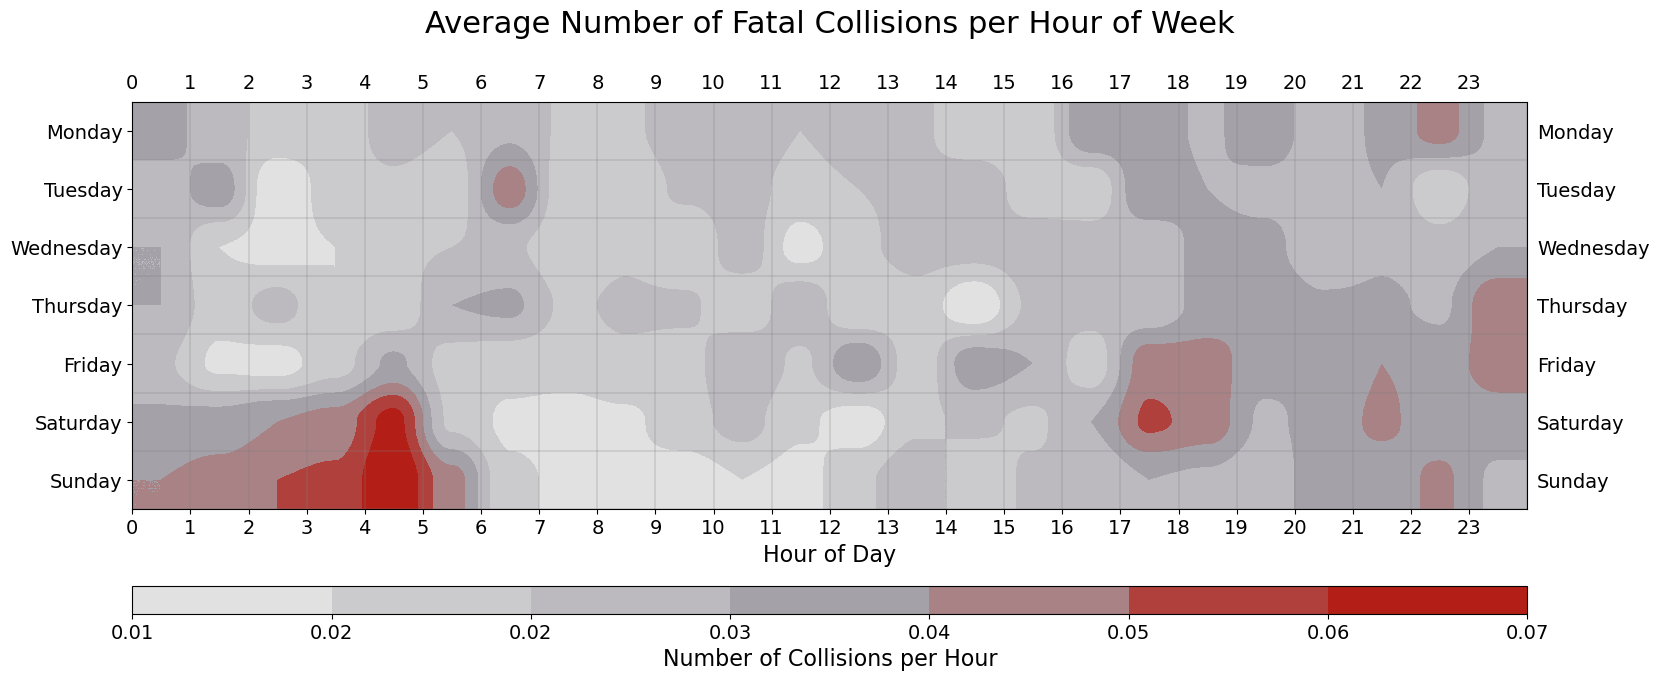 Average Number of Fatal Collisions per Hour of Week
0 1 2 3 4 5 6 7 8 9 10 11 12 13 14 15 16 17 18 19 20 21 22 23
Monday Monday
Tuesday Tuesday
Wednesday Wednesday
Thursday Thursday
Friday Friday
Saturday Saturday
Sunday Sunday
0 1 2 3 4 5 6 7 8 9 10 11 12 13 14 15 16 17 18 19 20 21 22 23
Hour of Day
0.01 0.02 0.02 0.03 0.04 0.05 0.06 0.07
Number of Collisions per Hour